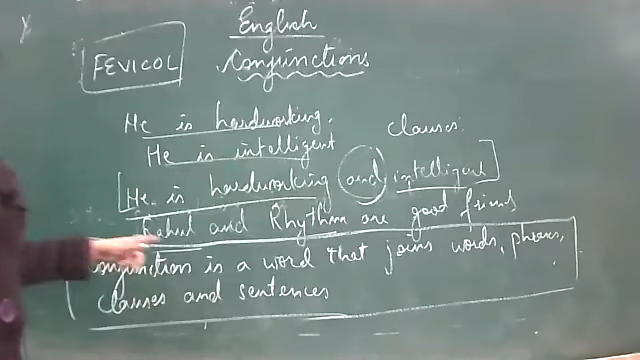 English
FEVICOL
Conjunctions
He is hardworking.
clauses:
He is intelligent
[He is hardworking and intelligent]
Rahul and Rhythm are good friends
Conjunction is a word that joins words, phrases,
clauses and sentences